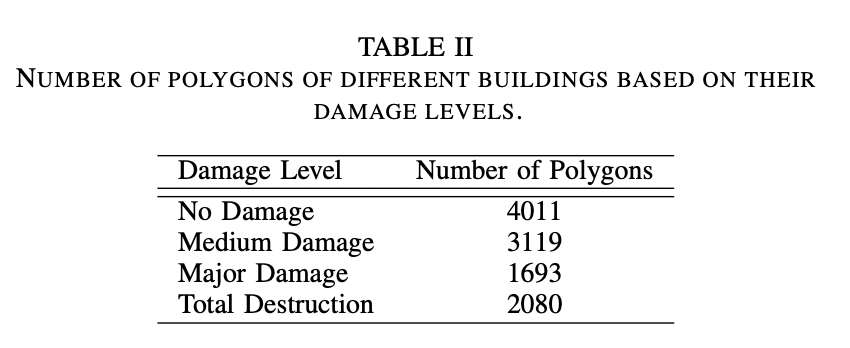 TABLE II
NUMBER OF POLYGONS OF DIFFERENT BUILDINGS BASED ON THEIR
DAMAGE LEVELS.
Damage Level Number of Polygons
No Damage 4011
Medium Damage 3119
Major Damage 1693
Total Destruction 2080